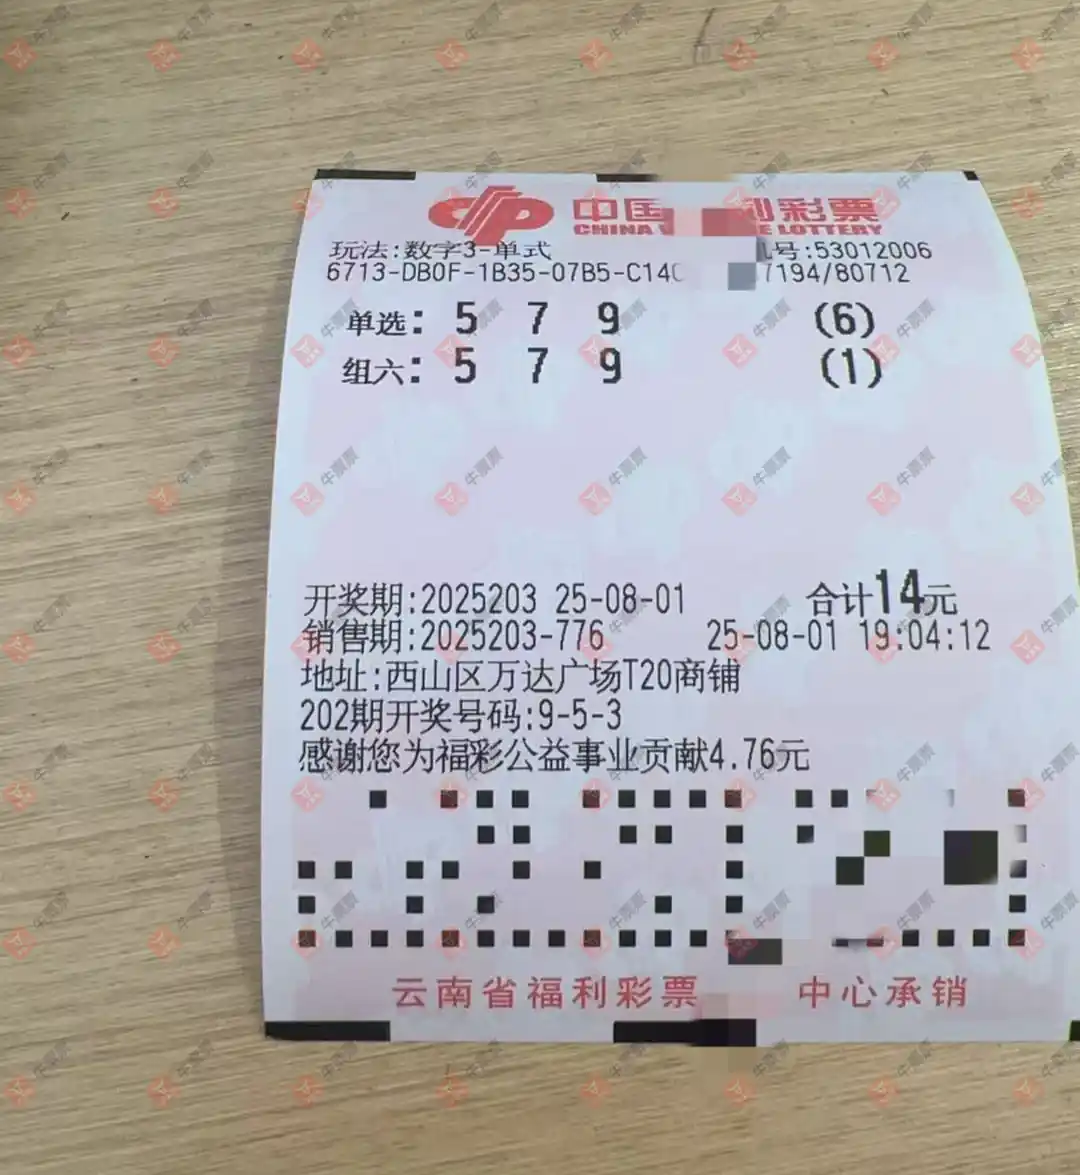 中国 利彩票
CHINA E LOTTERY
玩法:数字3-单式 机号:53012006
6713-DB0F-1B35-07B5-C14 7194/80712
单选: 5 7 9 (6)
组六: 5 7 9 (1)
开奖期:2025203 25-08-01 合计14元
销售期:2025203-776 25-08-01 19:04:12
地址:西山区万达广场T20商铺
202期开奖号码:9-5-3
感谢您为福彩公益事业贡献4.76元
云南省福利彩票 中心承销
牛票票